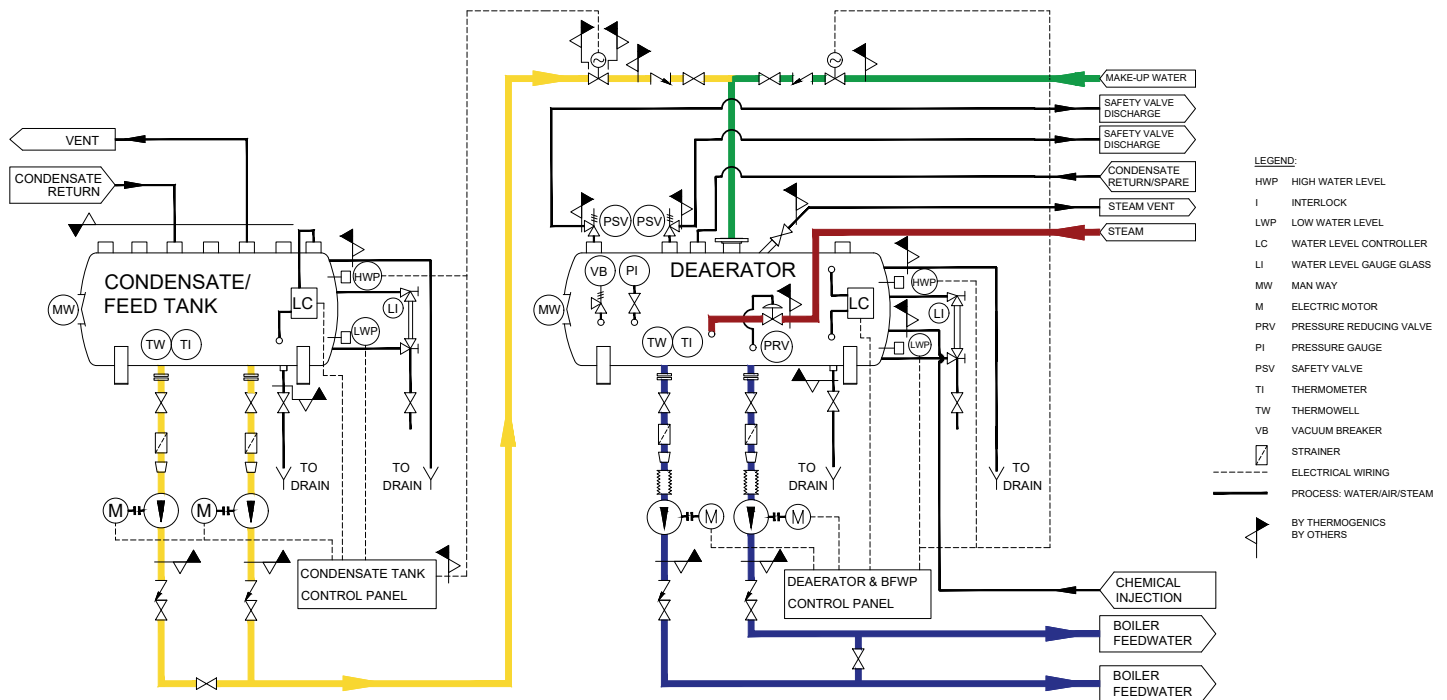 MAKE-UP WATER
SAFETY VALVE
DISCHARGE
SAFETY VALVE
DISCHARGE
CONDENSATE
RETURN/SPARE
STEAM VENT
STEAM
VENT
CONDENSATE
RETURN
CONDENSATE/
FEED TANK
MW
TW
TI
LC
HWP
LI
LWP
TO
DRAIN
TO
DRAIN
M
M
CONDENSATE TANK
CONTROL PANEL
DEAERATOR
PSV
PSV
VB
PI
MW
TW
TI
PRV
LC
HWP
LI
LWP
TO
DRAIN
TO
DRAIN
M
M
DEAERATOR & BFWP
CONTROL PANEL
CHEMICAL
INJECTION
BOILER
FEEDWATER
BOILER
FEEDWATER
LEGEND:
HWP HIGH WATER LEVEL
I INTERLOCK
LWP LOW WATER LEVEL
LC WATER LEVEL CONTROLLER
LI WATER LEVEL GAUGE GLASS
MW MAN WAY
M ELECTRIC MOTOR
PRV PRESSURE REDUCING VALVE
PI PRESSURE GAUGE
PSV SAFETY VALVE
TI THERMOMETER
TW THERMOWELL
VB VACUUM BREAKER
STRAINER
ELECTRICAL WIRING
PROCESS: WATER/AIR/STEAM
BY THERMOGENICS
BY OTHERS